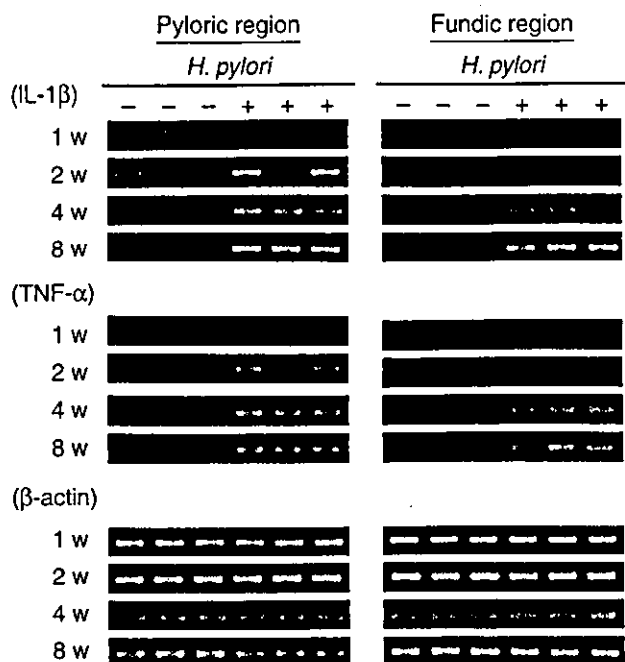 Pyloric region Fundic region
H. pylori H. pylori
(IL-1β) – – – + + + – – – + + +
1 w
2 w
4 w
8 w
(TNF-α)
1 w
2 w
4 w
8 w
(β-actin)
1 w
2 w
4 w
8 w